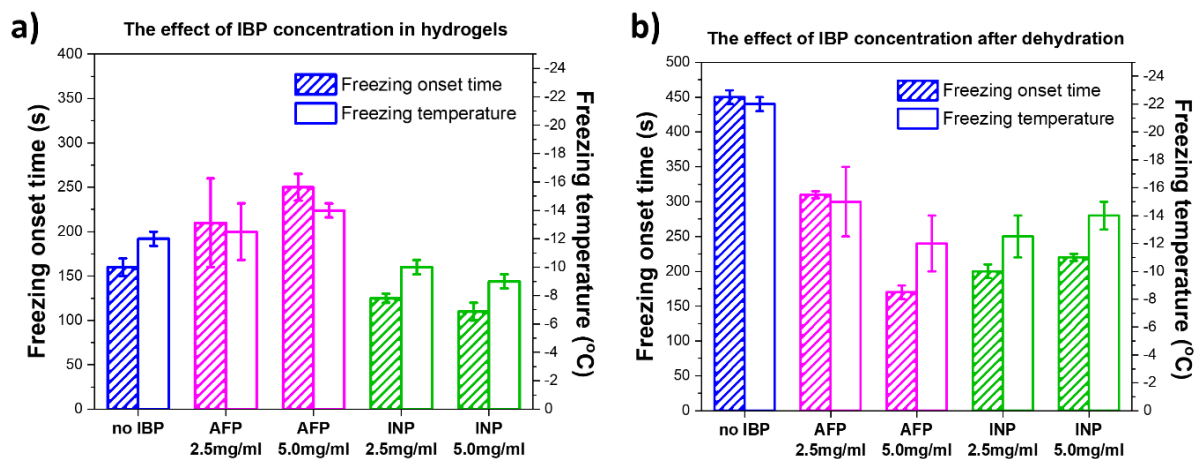 a)
The effect of IBP concentration in hydrogels
Freezing onset time (s)
400
350
300
250
200
150
100
50
0
Freezing onset time
Freezing temperature
-24
-22
-20
-18
-16
-14
-12
-10
-8
-6
-4
-2
0
Freezing temperature (°C)
no IBP
AFP
2.5mg/ml
AFP
5.0mg/ml
INP
2.5mg/ml
INP
5.0mg/ml
b)
The effect of IBP concentration after dehydration
Freezing onset time (s)
500
450
400
350
300
250
200
150
100
50
0
Freezing onset time
Freezing temperature
-24
-22
-20
-18
-16
-14
-12
-10
-8
-6
-4
-2
0
Freezing temperature (°C)
no IBP
AFP
2.5mg/ml
AFP
5.0mg/ml
INP
2.5mg/ml
INP
5.0mg/ml